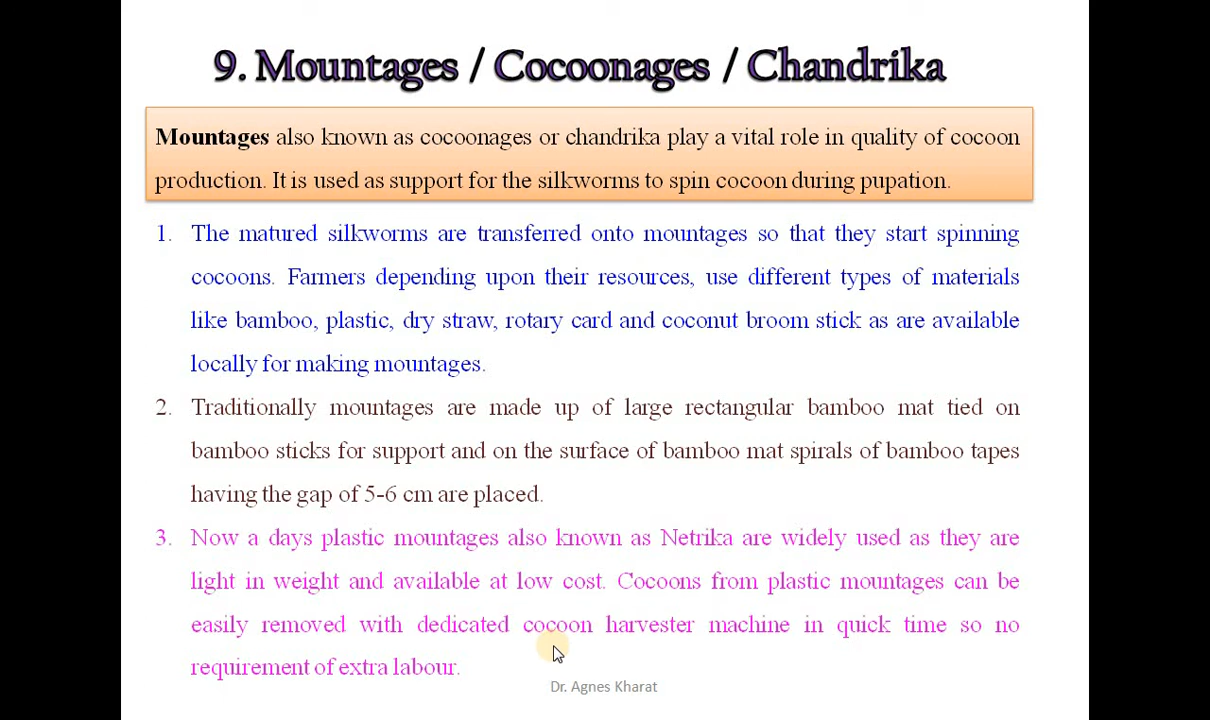 9. Mountages / Cocoonages / Chandrika
Mountages also known as cocoonages or chandrika play a vital role in quality of cocoon
production. It is used as support for the silkworms to spin cocoon during pupation.
1. The matured silkworms are transferred onto mountages so that they start spinning
cocoons. Farmers depending upon their resources, use different types of materials
like bamboo, plastic, dry straw, rotary card and coconut broom stick as are available
locally for making mountages.
2. Traditionally mountages are made up of large rectangular bamboo mat tied on
bamboo sticks for support and on the surface of bamboo mat spirals of bamboo tapes
having the gap of 5-6 cm are placed.
3. Now a days plastic mountages also known as Netrika are widely used as they are
light in weight and available at low cost. Cocoons from plastic mountages can be
easily removed with dedicated cocoon harvester machine in quick time so no
requirement of extra labour.
Dr. Agnes Kharat